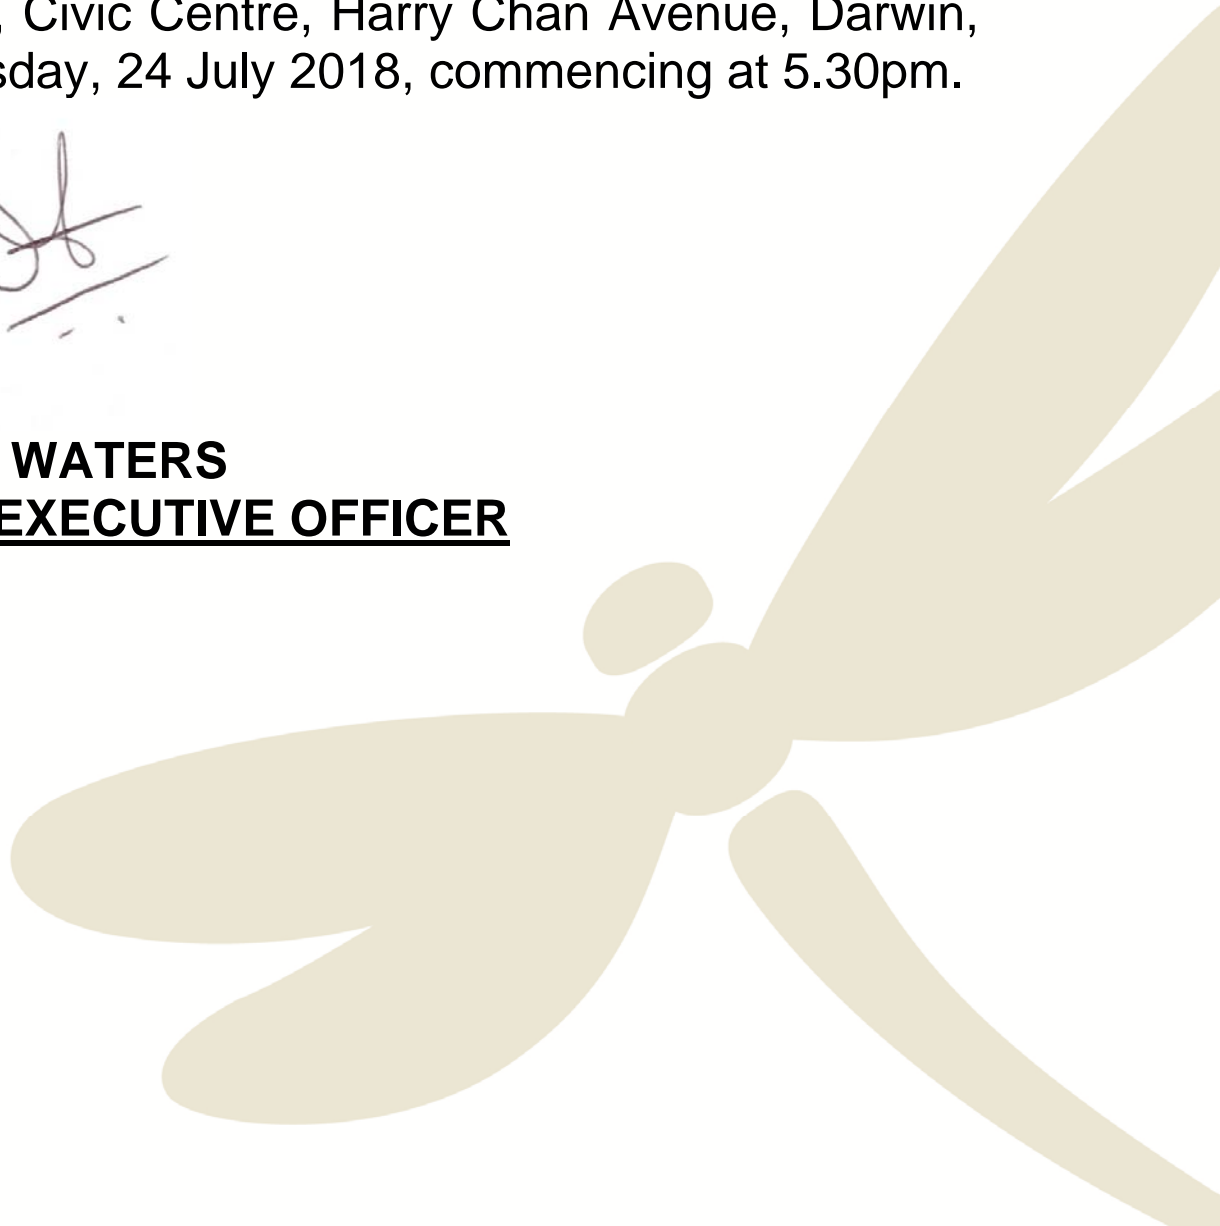 , Civic Centre, Harry Chan Avenue, Darwin,
sday, 24 July 2018, commencing at 5.30pm.
WATERS
EXECUTIVE OFFICER